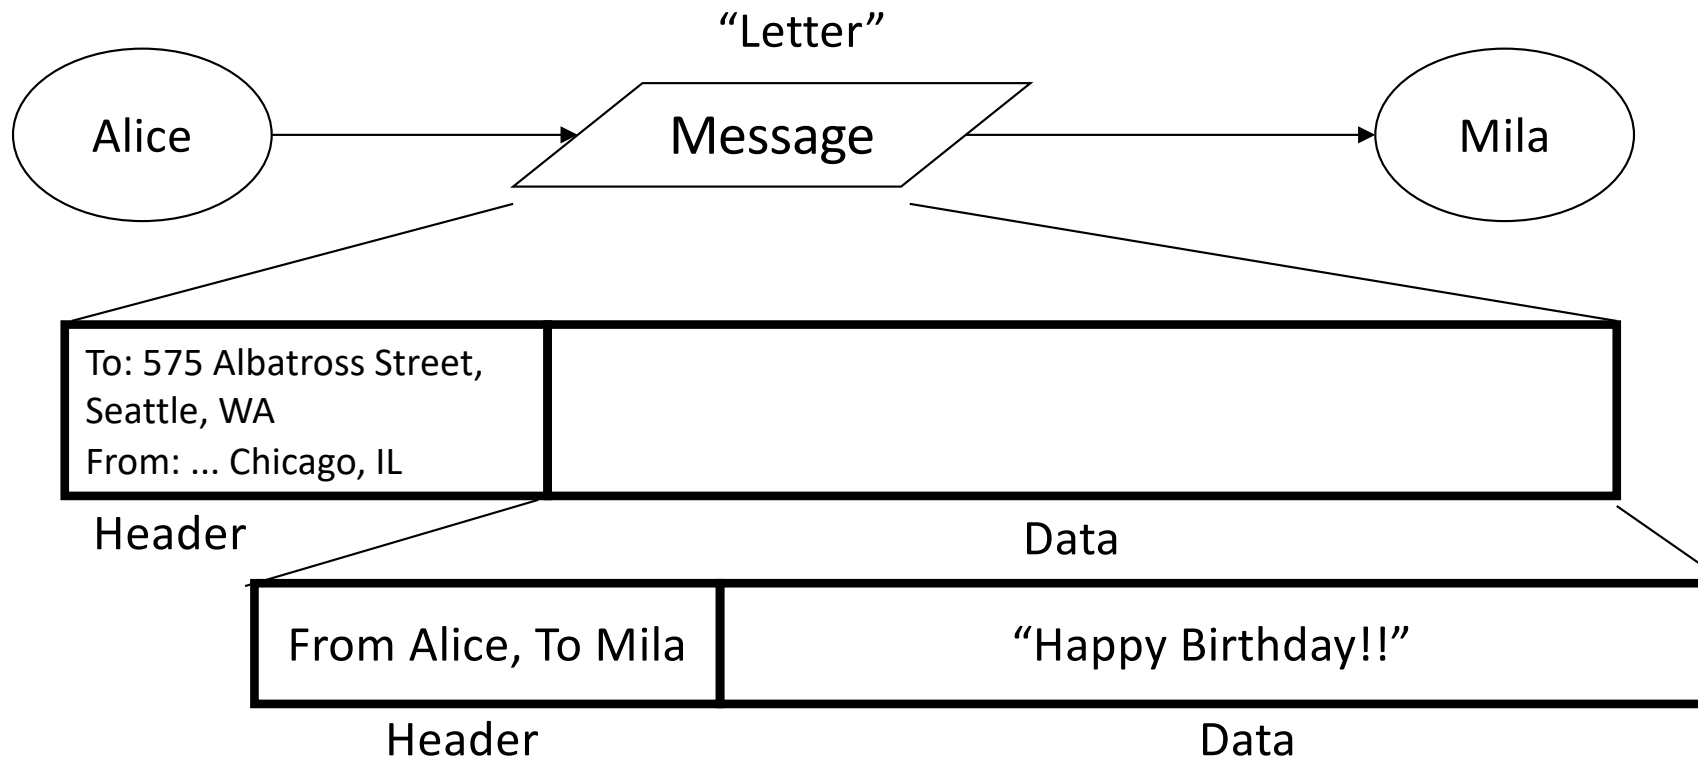 “Letter”
Alice
Message
Mila
To: 575 Albatross Street,
Seattle, WA
From: ... Chicago, IL
Header
Data
From Alice, To Mila
“Happy Birthday!!”
Header
Data